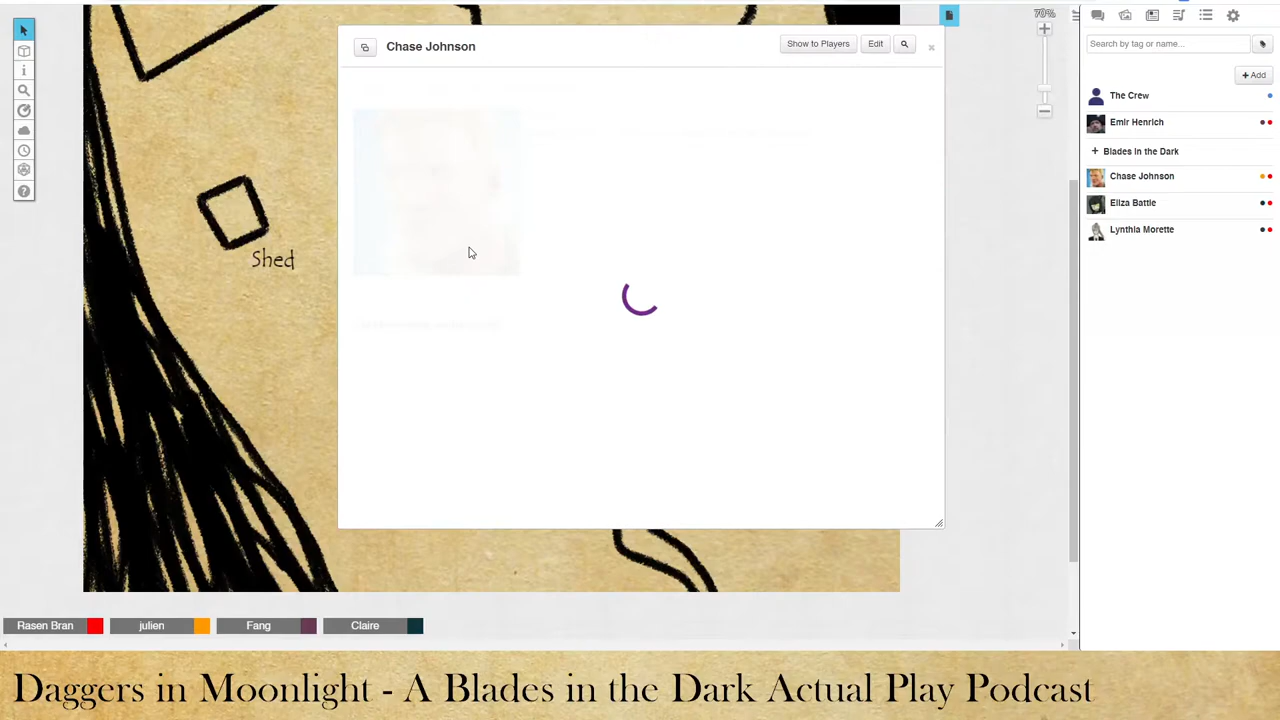 70%
Chase Johnson
Show to Players
Edit
×
Search by tag or name...
+ Add
The Crew
Emir Henrich
+ Blades in the Dark
Chase Johnson
Eliza Battle
Lynthia Morette
Shed
Rasen Bran
julien
Fang
Claire
Daggers in Moonlight - A Blades in the Dark Actual Play Podcast